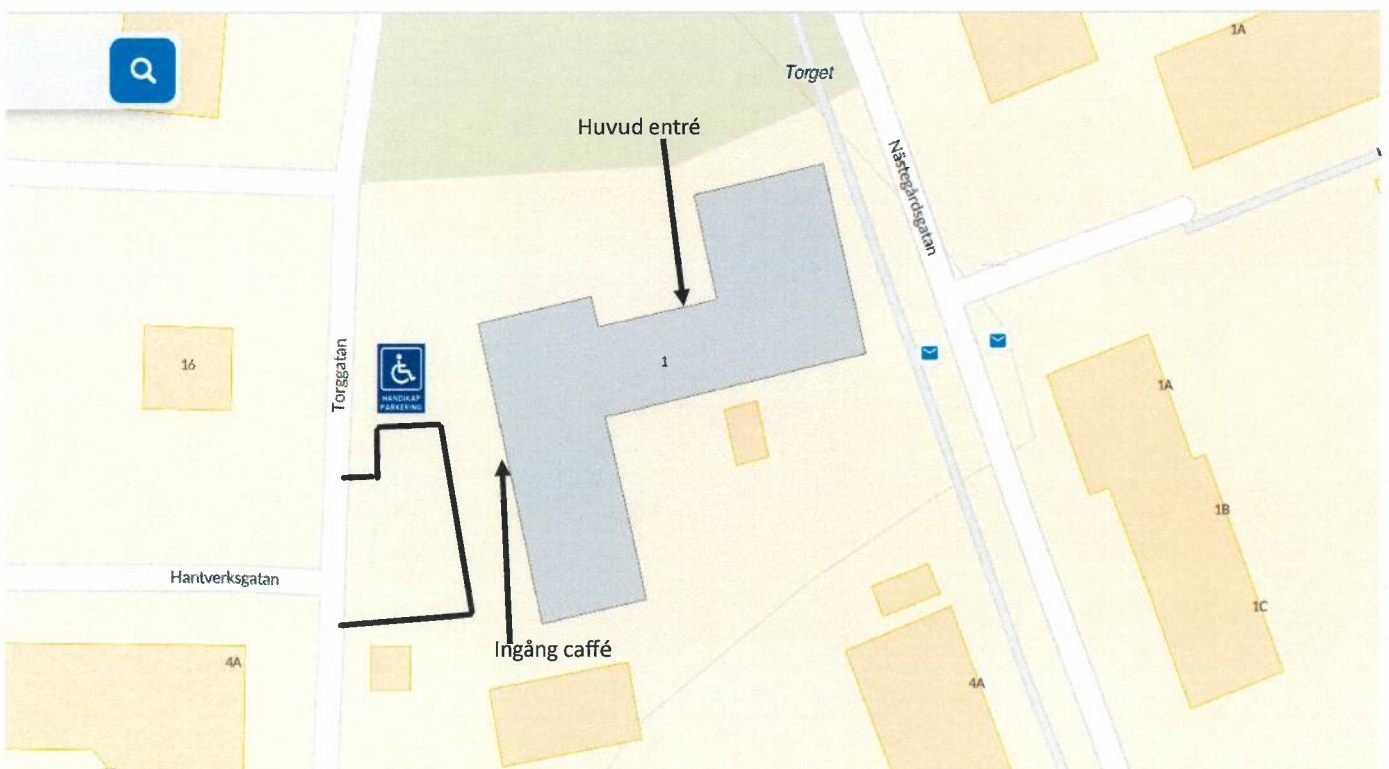 1A
Torget
Huvud entré
Nästegårdsgatan
16
Torggatan
HANDIKAP
PARKERING
1
1A
1B
Hantverksgatan
1C
Ingång caffé
4A
4A